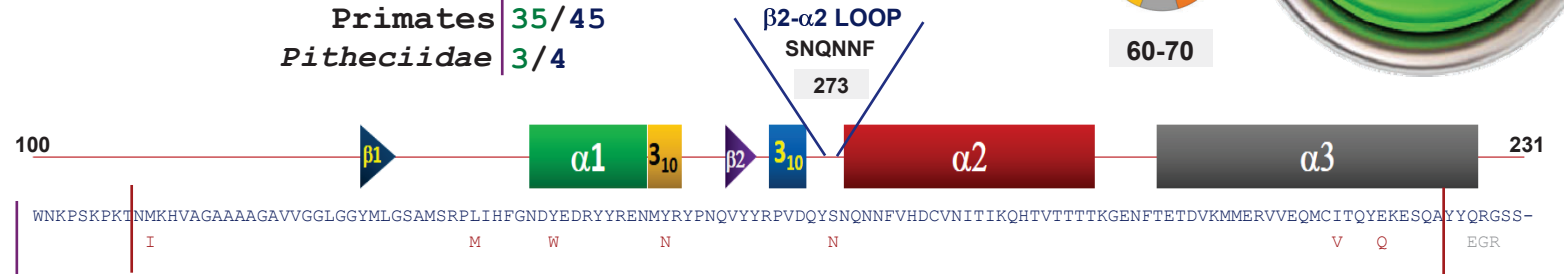 Primates 35/45
Pitheciidae 3/4
β2-α2 LOOP
SNQNNF
273
60-70
100 β1 α1 3₁₀ β2 3₁₀ α2 α3 231
WNKPSKPKTNMKHVAGAAAAGAVVGGLGGYMLGSAMSRPLIHFGNDYEDRYYRENMYRYPNQVYYRPVDQYSNQNNFVHDCVNITIKQHTVTTTTKGENFTETDVKMMERVVEQMCITQYEKESQAYYQRGSS-
I M W N N V Q EGR